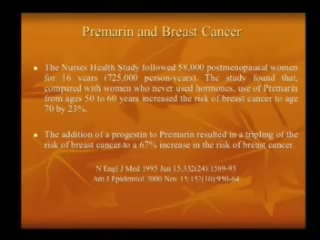 Premarin and Breast Cancer
The Nurses Health Study followed 58,000 postmenopausal women
for 16 years (725,000 person-years). The study found that,
compared with women who never used hormones, use of Premarin
from ages 50 to 60 years increased the risk of breast cancer to age
70 by 23%.
The addition of a progestin to Premarin resulted in a tripling of the
risk of breast cancer to a 67% increase in the risk of breast cancer.
N Engl J Med 1995 Jun 15;332(24):1589-93
Am J Epidemiol 2000 Nov 15;152(10):950-64